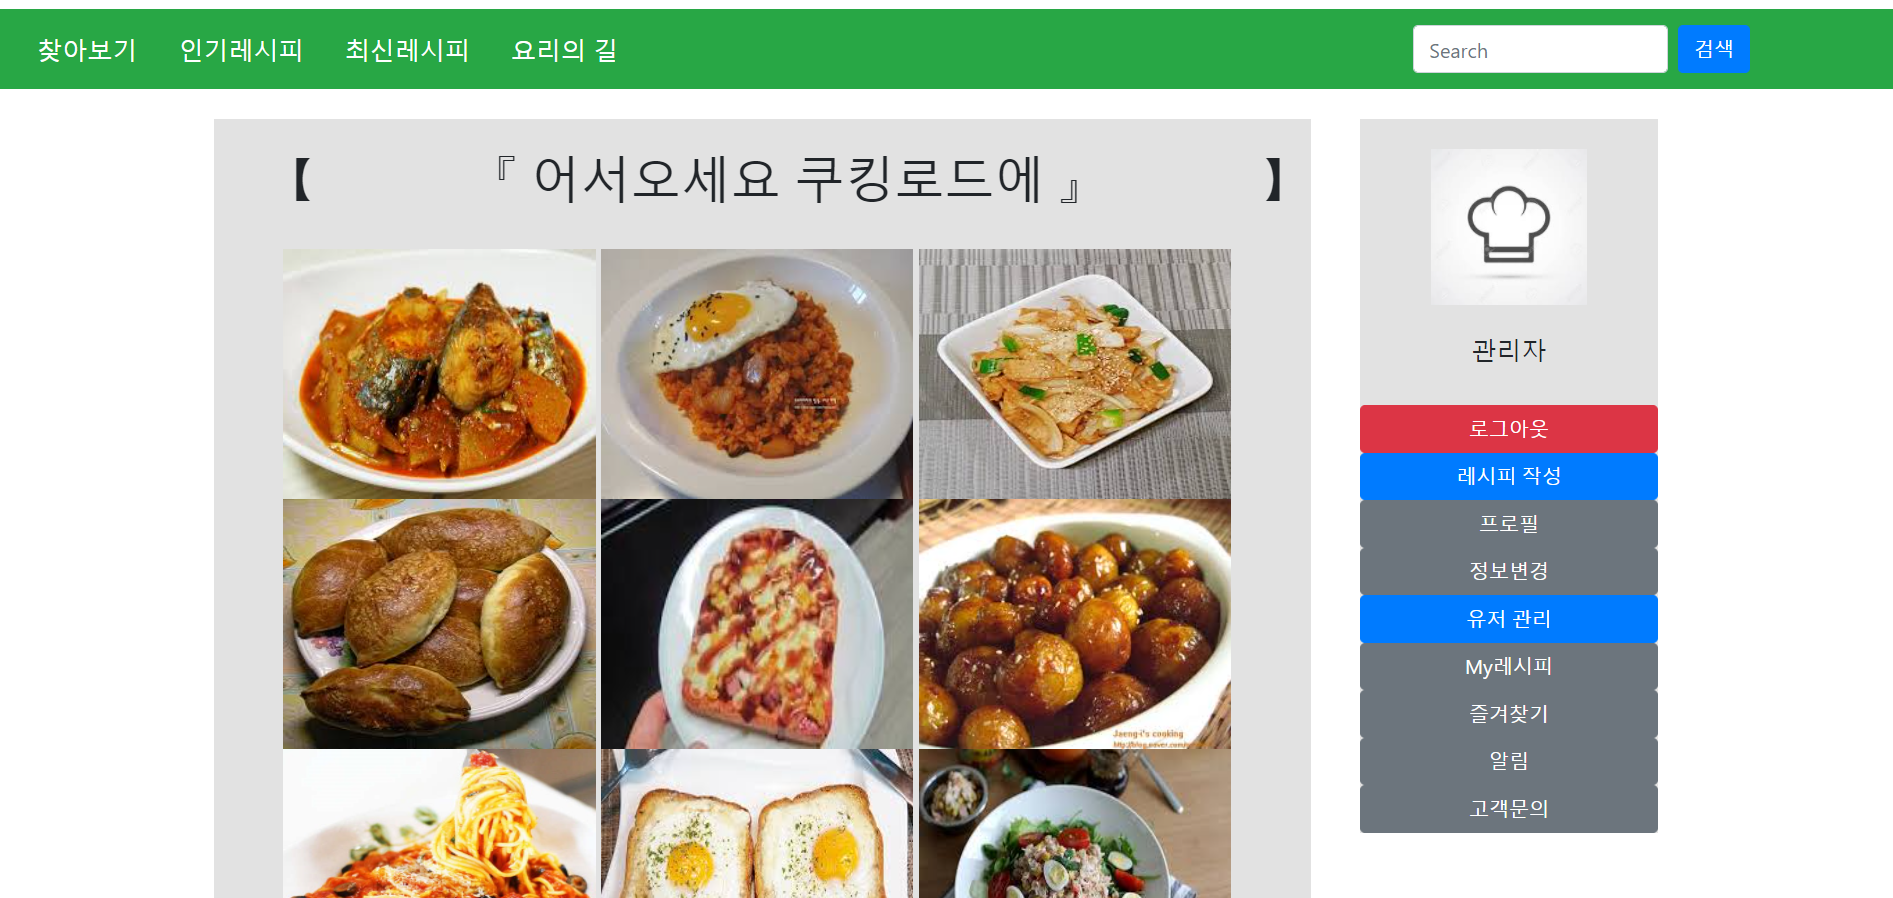 찾아보기 인기레시피 최신레시피 요리의 길 Search 검색
【 『 어서오세요 쿠킹로드에 』 】
관리자
로그아웃
레시피 작성
프로필
정보변경
유저 관리
My레시피
즐겨찾기
알림
고객문의
Jaeng-i's cooking